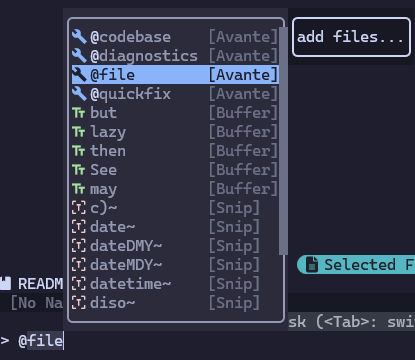 @codebase [Avante]
@diagnostics [Avante]
@file [Avante]
@quickfix [Avante]
but [Buffer]
lazy [Buffer]
then [Buffer]
See [Buffer]
may [Buffer]
c)~ [Snip]
date~ [Snip]
dateDMY~ [Snip]
dateMDY~ [Snip]
datetime~ [Snip]
diso~ [Snip]
add files...
Selected F
READM
[No Na
sk (<Tab>: swi
> @file